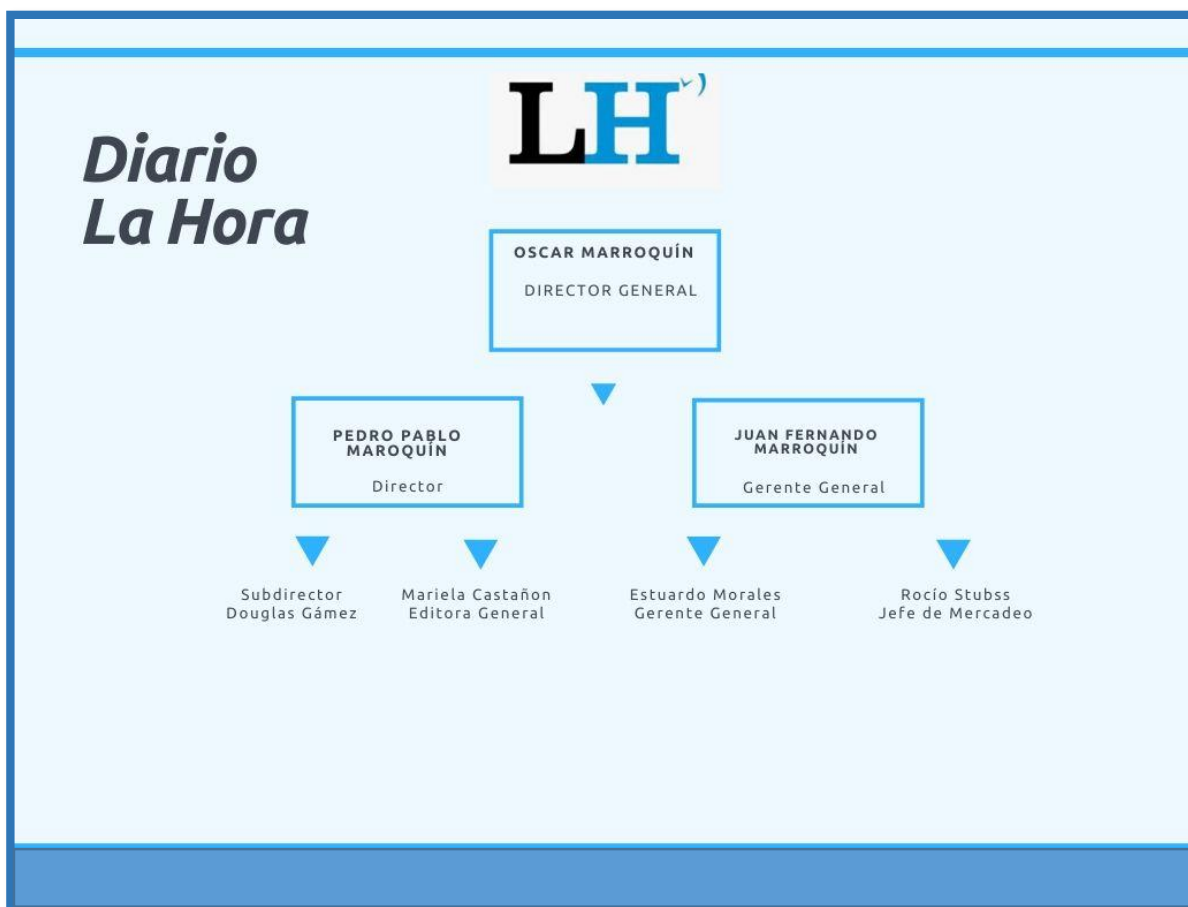 Diario
La Hora
LH
OSCAR MARROQUÍN
DIRECTOR GENERAL
PEDRO PABLO
MAROQUÍN
Director
JUAN FERNANDO
MARROQUÍN
Gerente General
Subdirector
Douglas Gámez
Mariela Castañon
Editora General
Estuardo Morales
Gerente General
Rocío Stubss
Jefe de Mercadeo